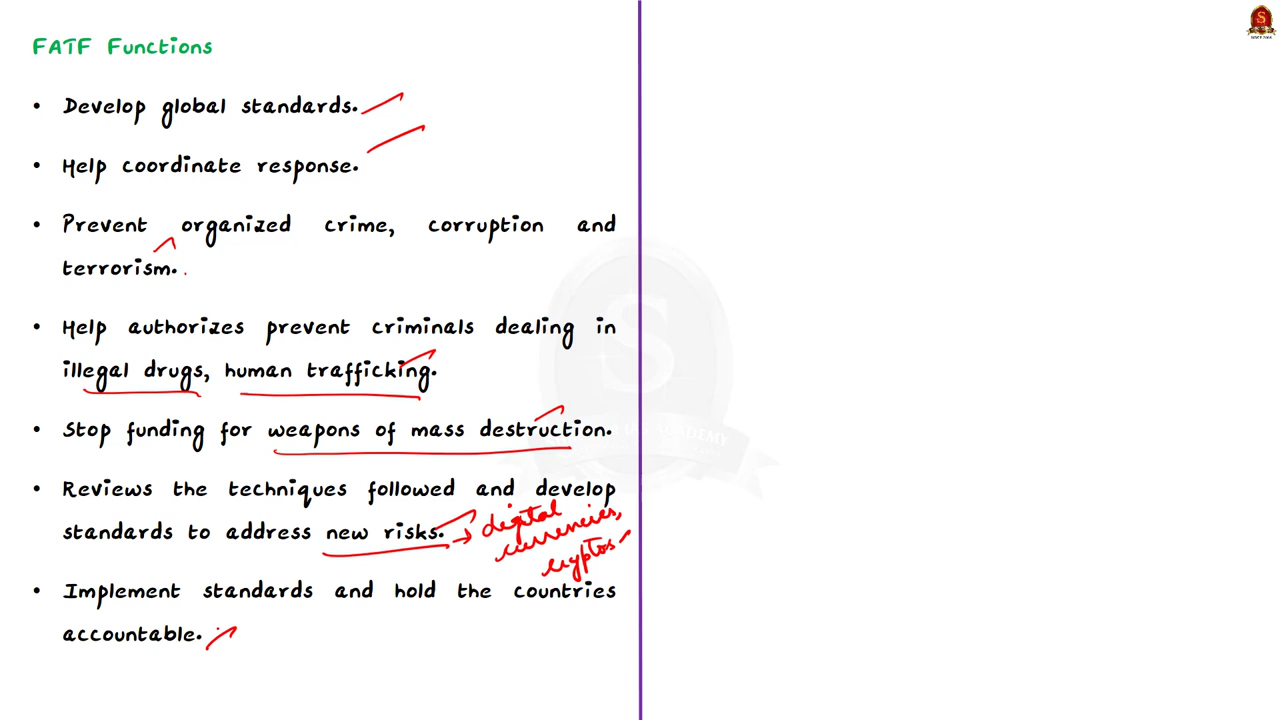 FATF Functions
• Develop global standards.
• Help coordinate response.
• Prevent organized crime, corruption and
terrorism.
• Help authorizes prevent criminals dealing in
illegal drugs, human trafficking.
• Stop funding for weapons of mass destruction.
• Reviews the techniques followed and develop
standards to address new risks.
→ digital
currencies,
cryptos
• Implement standards and hold the countries
accountable.
S
ACADEMY